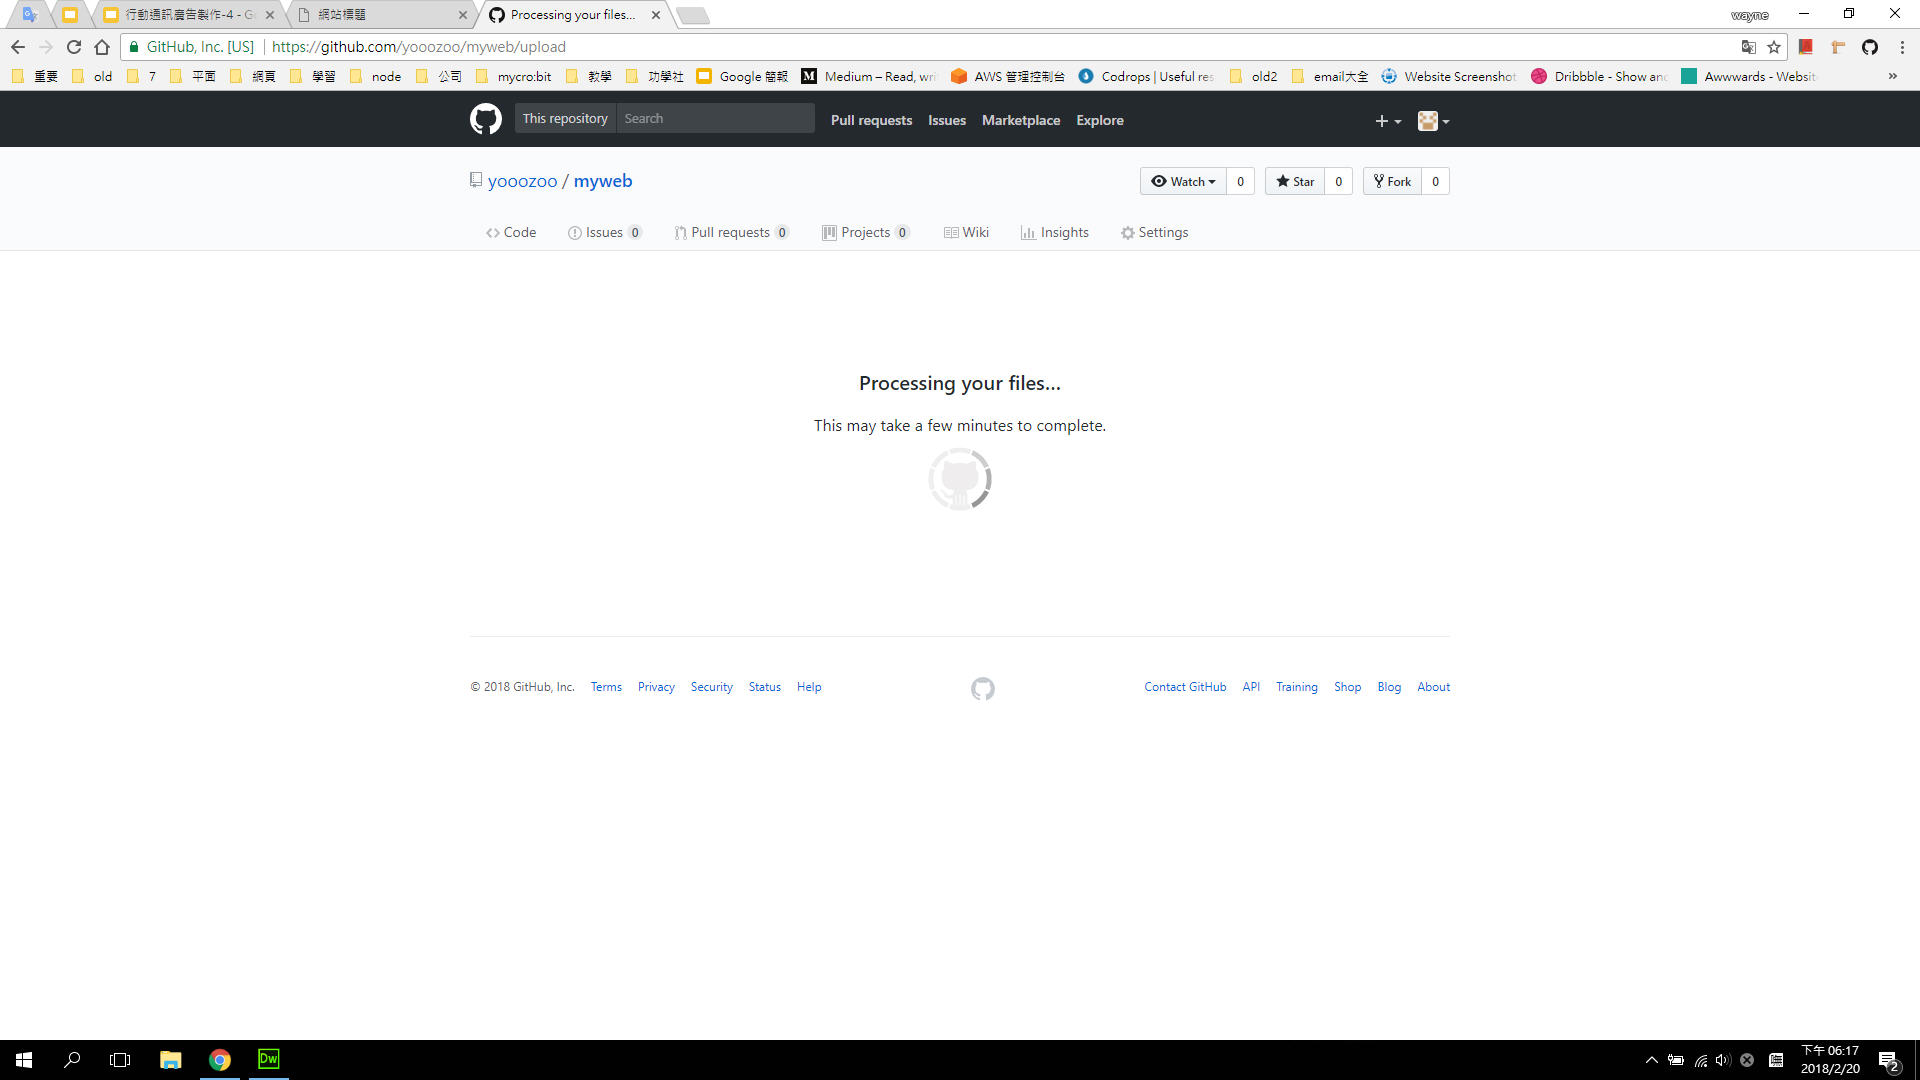 行動通訊廣告製作-4 - G
網站標題
Processing your files...
wayne
GitHub, Inc. [US]
https://github.com/yooozoo/myweb/upload
重要
old
7
平面
網頁
學習
node
公司
mycro:bit
教學
功學社
Google 簡報
Medium – Read, wri
AWS 管理控制台
Codrops | Useful res
old2
email大全
Website Screenshot
Dribbble - Show and
Awwwards - Websit
»
This repository
Search
Pull requests
Issues
Marketplace
Explore
yooozoo / myweb
Watch
0
Star
0
Fork
0
Code
Issues 0
Pull requests 0
Projects 0
Wiki
Insights
Settings
Processing your files…
This may take a few minutes to complete.
© 2018 GitHub, Inc.
Terms
Privacy
Security
Status
Help
Contact GitHub
API
Training
Shop
Blog
About
Dw
下午 06:17
2018/2/20
2